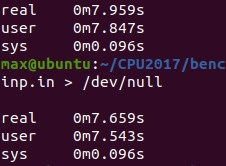 real 0m7.959s
user 0m7.847s
sys 0m0.096s
max@ubuntu:~/CPU2017/benc
inp.in > /dev/null
real 0m7.659s
user 0m7.543s
sys 0m0.096s